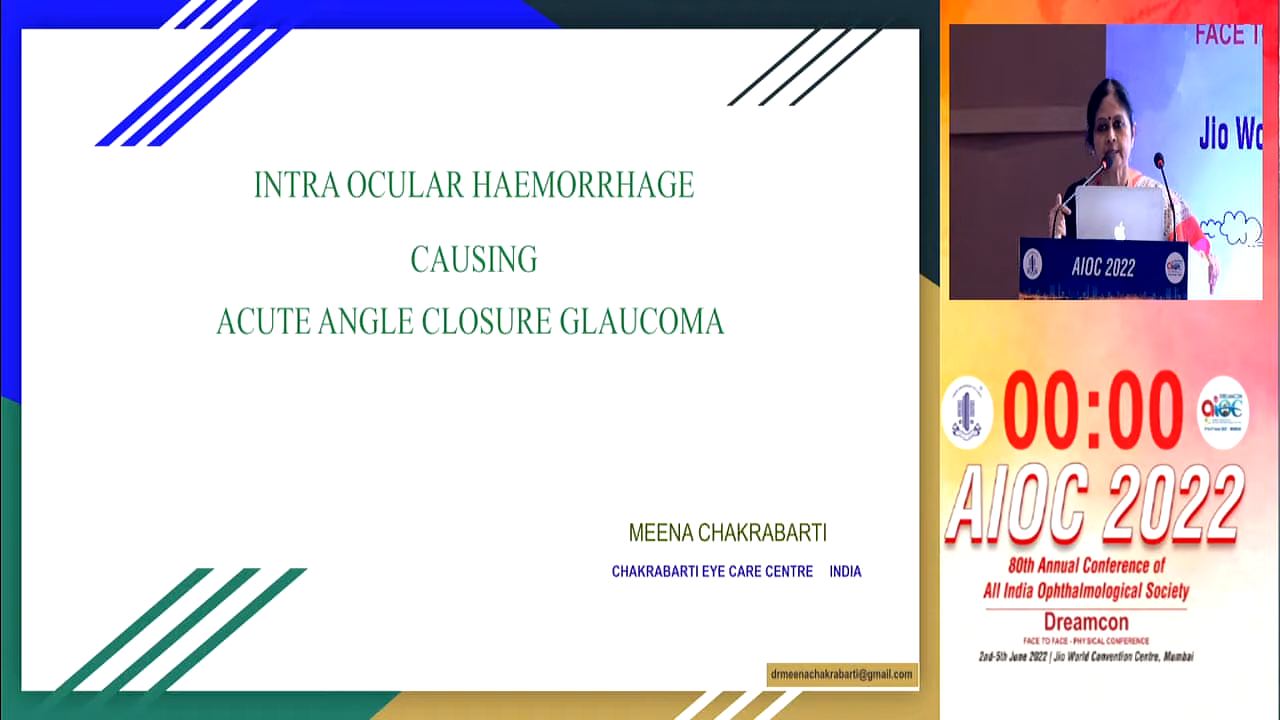 INTRA OCULAR HAEMORRHAGE
CAUSING
ACUTE ANGLE CLOSURE GLAUCOMA
MEENA CHAKRABARTI
CHAKRABARTI EYE CARE CENTRE INDIA
drmeenachakrabarti@gmail.com
FACE
Jio
AIOC 2022
00:00
AIOC 2022
80th Annual Conference of
All India Ophthalmological Society
Dreamcon
FACE TO FACE - PHYSICAL CONFERENCE
2nd-5th June 2022 | Jio World Convention Centre, Mumbai